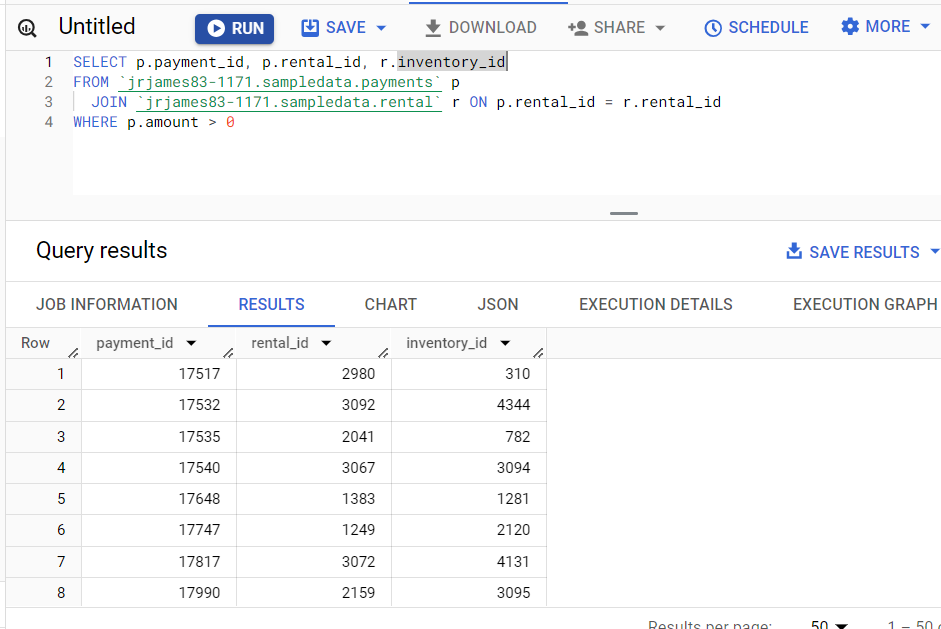 Untitled RUN SAVE DOWNLOAD SHARE SCHEDULE MORE
1 SELECT p.payment_id, p.rental_id, r.inventory_id
2 FROM `jrjames83-1171.sampledata.payments` p
3 JOIN `jrjames83-1171.sampledata.rental` r ON p.rental_id = r.rental_id
4 WHERE p.amount > 0
Query results SAVE RESULTS
JOB INFORMATION RESULTS CHART JSON EXECUTION DETAILS EXECUTION GRAPH
Row payment_id rental_id inventory_id
1 17517 2980 310
2 17532 3092 4344
3 17535 2041 782
4 17540 3067 3094
5 17648 1383 1281
6 17747 1249 2120
7 17817 3072 4131
8 17990 2159 3095
Results per page: 50 1 – 50